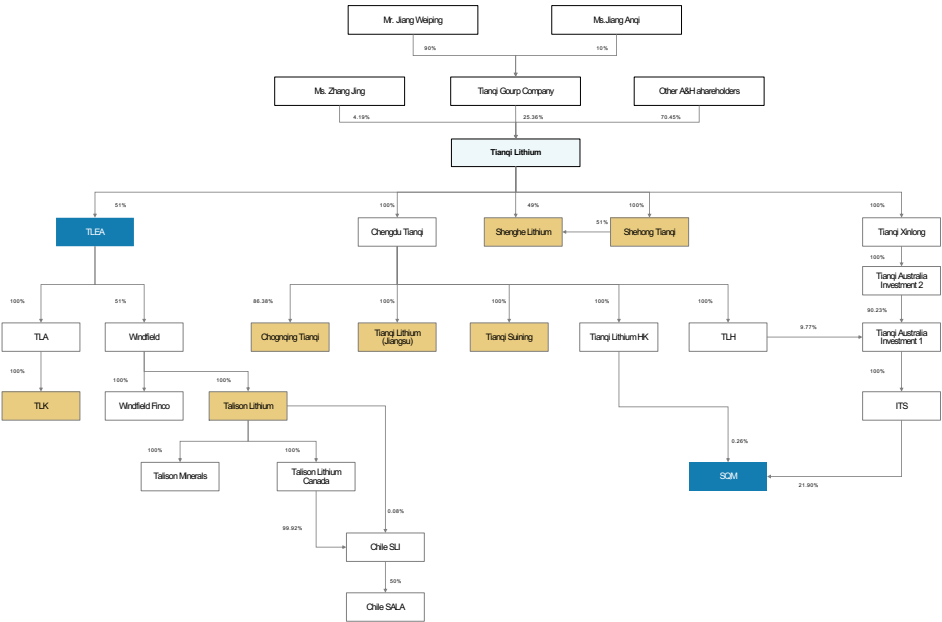 Mr. Jiang Weiping
Ms.Jiang Anqi
90%
10%
Ms. Zhang Jing
Tianqi Gourp Company
Other A&H ahareholders
4.19%
25.36%
70.45%
Tianqi Lithium
51%
100%
49%
100%
100%
TLEA
Chengdu Tianqi
Shenghe Lithium
51%
Shehong Tianqi
Tianqi Xinlong
100%
Tianqi Australia
Investment 2
100%
51%
86.38%
100%
100%
100%
100%
90.23%
TLA
Windfield
Chognqing Tianqi
Tianqi Lithium
(Jiangsu)
Tianqi Suining
Tianqi Lithium HK
TLH
9.77%
Tianqi Australia
Investment 1
100%
100%
100%
100%
TLK
Windfield Finco
Talison Lithium
ITS
100%
100%
0.26%
Talison Minerals
Talison Lithium
Canada
SQM
21.90%
0.08%
99.92%
Chile SLI
50%
Chile SALA